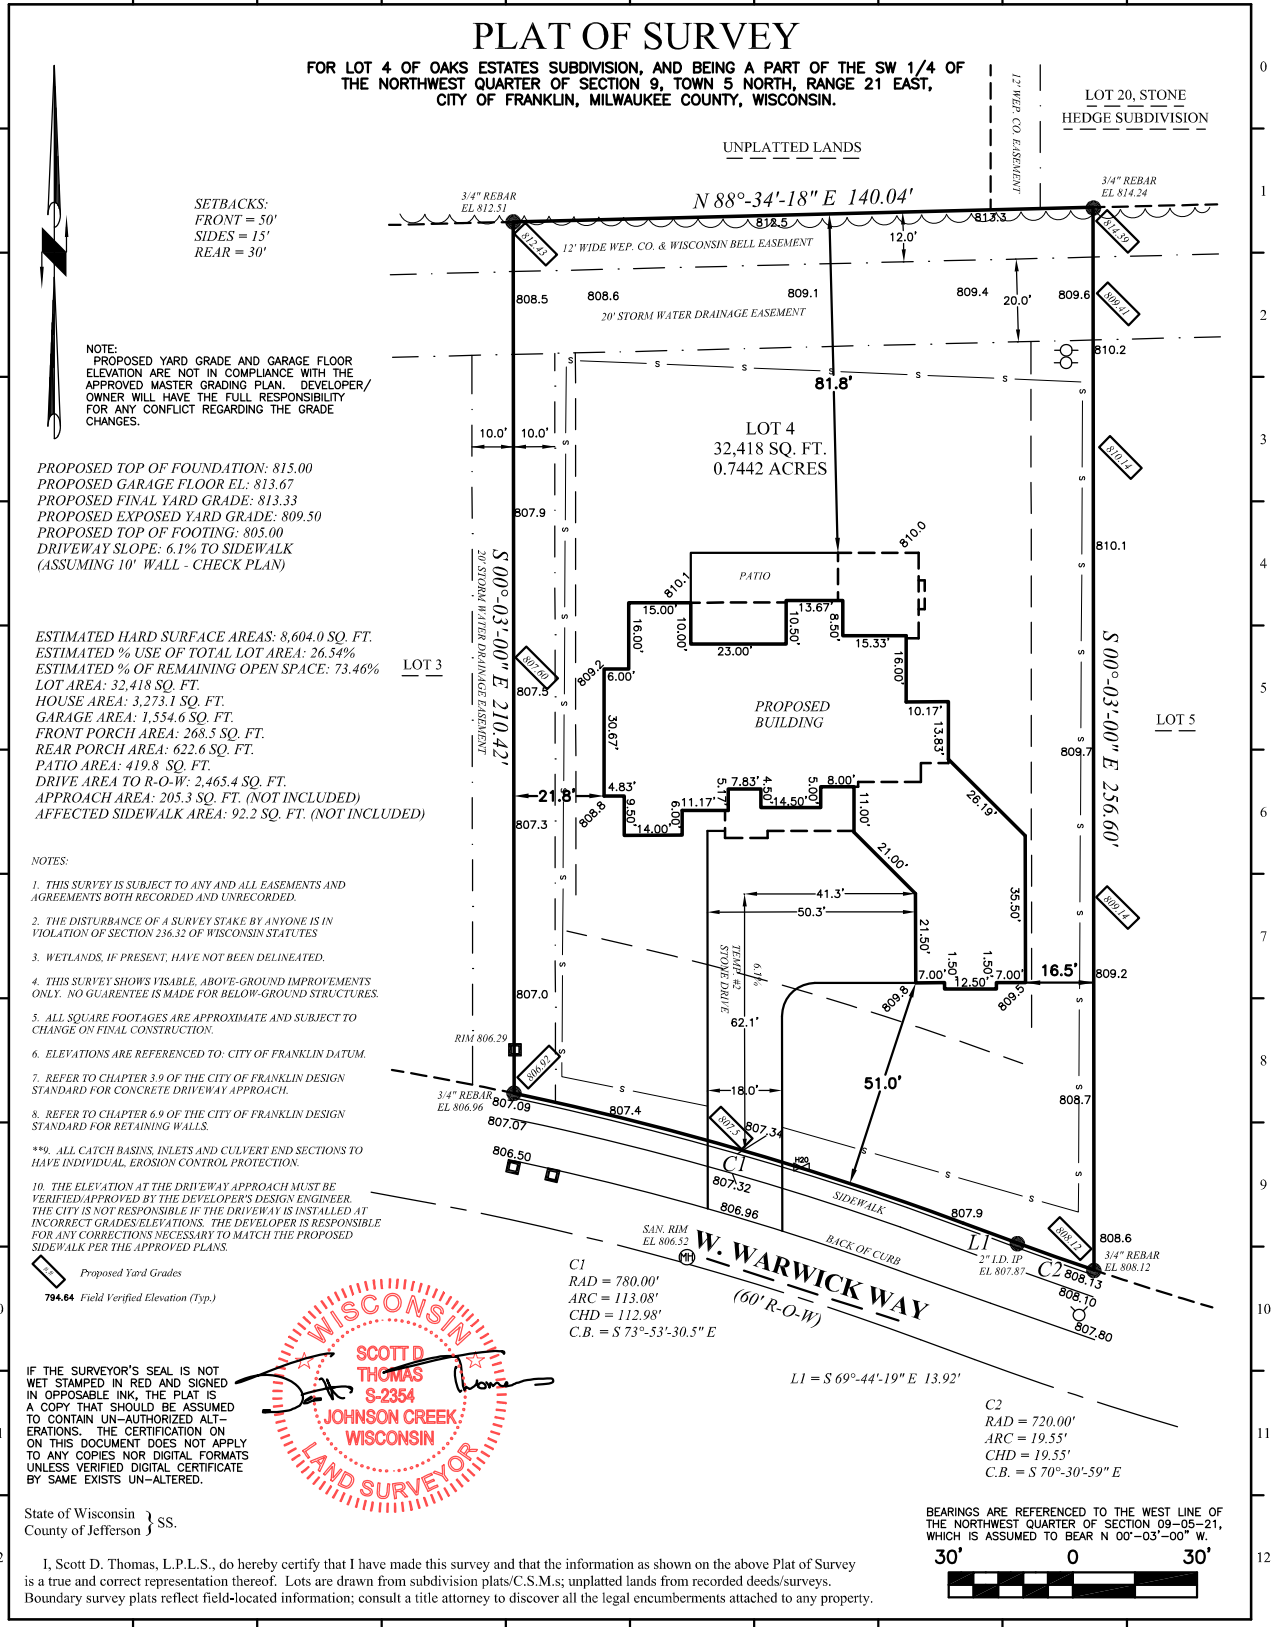 PLAT OF SURVEY
FOR LOT 4 OF OAKS ESTATES SUBDIVISION, AND BEING A PART OF THE SW 1/4 OF
THE NORTHWEST QUARTER OF SECTION 9, TOWN 5 NORTH, RANGE 21 EAST,
CITY OF FRANKLIN, MILWAUKEE COUNTY, WISCONSIN.
0
1
2
3
4
5
6
7
8
9
10
11
12
0
1
2
12' WEP. CO. EASEMENT
LOT 20, STONE
HEDGE SUBDIVISION
UNPLATTED LANDS
SETBACKS:
FRONT = 50'
SIDES = 15'
REAR = 30'
3/4" REBAR
EL 812.51
N 88°-34'-18" E 140.04'
3/4" REBAR
EL 814.24
812.5
813.3
812.43
814.39
12' WIDE WEP. CO. & WISCONSIN BELL EASEMENT
12.0'
808.5
808.6
809.1
809.4
20.0'
809.6
809.41
20' STORM WATER DRAINAGE EASEMENT
810.2
NOTE:
PROPOSED YARD GRADE AND GARAGE FLOOR
ELEVATION ARE NOT IN COMPLIANCE WITH THE
APPROVED MASTER GRADING PLAN. DEVELOPER/
OWNER WILL HAVE THE FULL RESPONSIBILITY
FOR ANY CONFLICT REGARDING THE GRADE
CHANGES.
S
S
S
S
S
81.8'
10.0'
10.0'
S
LOT 4
32,418 SQ. FT.
0.7442 ACRES
810.14
S
PROPOSED TOP OF FOUNDATION: 815.00
PROPOSED GARAGE FLOOR EL: 813.67
PROPOSED FINAL YARD GRADE: 813.33
PROPOSED EXPOSED YARD GRADE: 809.50
PROPOSED TOP OF FOOTING: 805.00
DRIVEWAY SLOPE: 6.1% TO SIDEWALK
(ASSUMING 10' WALL - CHECK PLAN)
807.9
810.1
S 00°-03'-00" E 210.42'
20' STORM WATER DRAINAGE EASEMENT
S
S
810.0
PATIO
810.1
15.00'
16.00'
10.00'
23.00'
10.50'
13.67'
8.50'
15.33'
16.00'
S 00°-03'-00" E 256.60'
ESTIMATED HARD SURFACE AREAS: 8,604.0 SQ. FT.
ESTIMATED % USE OF TOTAL LOT AREA: 26.54%
ESTIMATED % OF REMAINING OPEN SPACE: 73.46%
LOT AREA: 32,418 SQ. FT.
HOUSE AREA: 3,273.1 SQ. FT.
GARAGE AREA: 1,554.6 SQ. FT.
FRONT PORCH AREA: 268.5 SQ. FT.
REAR PORCH AREA: 622.6 SQ. FT.
PATIO AREA: 419.8 SQ. FT.
DRIVE AREA TO R-O-W: 2,465.4 SQ. FT.
APPROACH AREA: 205.3 SQ. FT. (NOT INCLUDED)
AFFECTED SIDEWALK AREA: 92.2 SQ. FT. (NOT INCLUDED)
LOT 3
807.60
807.5
809.2
6.00'
S
S
PROPOSED
BUILDING
10.17'
13.83'
LOT 5
30.67'
809.7
21.8'
4.83'
808.8
9.50'
14.00'
6.00'
11.17'
5.17'
7.83'
4.50'
14.50'
5.00'
8.00'
11.00'
26.19'
807.3
S
S
21.00'
NOTES:
1. THIS SURVEY IS SUBJECT TO ANY AND ALL EASEMENTS AND
AGREEMENTS BOTH RECORDED AND UNRECORDED.
2. THE DISTURBANCE OF A SURVEY STAKE BY ANYONE IS IN
VIOLATION OF SECTION 236.32 OF WISCONSIN STATUTES
3. WETLANDS, IF PRESENT, HAVE NOT BEEN DELINEATED.
4. THIS SURVEY SHOWS VISABLE, ABOVE-GROUND IMPROVEMENTS
ONLY. NO GUARENTEE IS MADE FOR BELOW-GROUND STRUCTURES.
5. ALL SQUARE FOOTAGES ARE APPROXIMATE AND SUBJECT TO
CHANGE ON FINAL CONSTRUCTION.
6. ELEVATIONS ARE REFERENCED TO: CITY OF FRANKLIN DATUM.
7. REFER TO CHAPTER 3.9 OF THE CITY OF FRANKLIN DESIGN
STANDARD FOR CONCRETE DRIVEWAY APPROACH.
8. REFER TO CHAPTER 6.9 OF THE CITY OF FRANKLIN DESIGN
STANDARD FOR RETAINING WALLS.
**9. ALL CATCH BASINS, INLETS AND CULVERT END SECTIONS TO
HAVE INDIVIDUAL, EROSION CONTROL PROTECTION.
10. THE ELEVATION AT THE DRIVEWAY APPROACH MUST BE
VERIFIED/APPROVED BY THE DEVELOPER'S DESIGN ENGINEER.
THE CITY IS NOT RESPONSIBLE IF THE DRIVEWAY IS INSTALLED AT
INCORRECT GRADES/ELEVATIONS. THE DEVELOPER IS RESPONSIBLE
FOR ANY CORRECTIONS NECESSARY TO MATCH THE PROPOSED
SIDEWALK PER THE APPROVED PLANS.
Proposed Yard Grades
794.64 Field Verified Elevation (Typ.)
41.3'
50.3'
35.50'
21.50'
809.14
S
S
TEMP #2
STONE DRIVE
1.50'
1.50'
7.00'
12.50'
7.00'
16.5'
809.2
809.8
809.5
807.0
62.1'
RIM 806.29
806.92
S
S
18.0'
51.0'
808.7
3/4" REBAR
EL 806.96
807.09
807.07
806.50
807.4
807.5
807.34
C1
807.32
806.96
H2O
S
S
S
S
SIDEWALK
807.9
BACK OF CURB
L1
2" I.D. IP
EL 807.87
808.12
C2
808.6
3/4" REBAR
EL 808.12
808.13
808.10
807.80
SAN. RIM
EL 806.52
MH
W. WARWICK WAY
(60' R-O-W)
C1
RAD = 780.00'
ARC = 113.08'
CHD = 112.98'
C.B. = S 73°-53'-30.5" E
L1 = S 69°-44'-19" E 13.92'
C2
RAD = 720.00'
ARC = 19.55'
CHD = 19.55'
C.B. = S 70°-30'-59" E
IF THE SURVEYOR'S SEAL IS NOT
WET STAMPED IN RED AND SIGNED
IN OPPOSABLE INK, THE PLAT IS
A COPY THAT SHOULD BE ASSUMED
TO CONTAIN UN-AUTHORIZED ALT-
ERATIONS. THE CERTIFICATION ON
ON THIS DOCUMENT DOES NOT APPLY
TO ANY COPIES NOR DIGITAL FORMATS
UNLESS VERIFIED DIGITAL CERTIFICATE
BY SAME EXISTS UN-ALTERED.
WISCONSIN
SCOTT D
THOMAS
S-2354
JOHNSON CREEK
WISCONSIN
LAND SURVEYOR
State of Wisconsin
County of Jefferson } SS.
BEARINGS ARE REFERENCED TO THE WEST LINE OF
THE NORTHWEST QUARTER OF SECTION 09-05-21,
WHICH IS ASSUMED TO BEAR N 00°-03'-00" W.
30' 0 30'
I, Scott D. Thomas, L.P.L.S., do hereby certify that I have made this survey and that the information as shown on the above Plat of Survey
is a true and correct representation thereof. Lots are drawn from subdivision plats/C.S.M.s; unplatted lands from recorded deeds/surveys.
Boundary survey plats reflect field-located information; consult a title attorney to discover all the legal encumberments attached to any property.